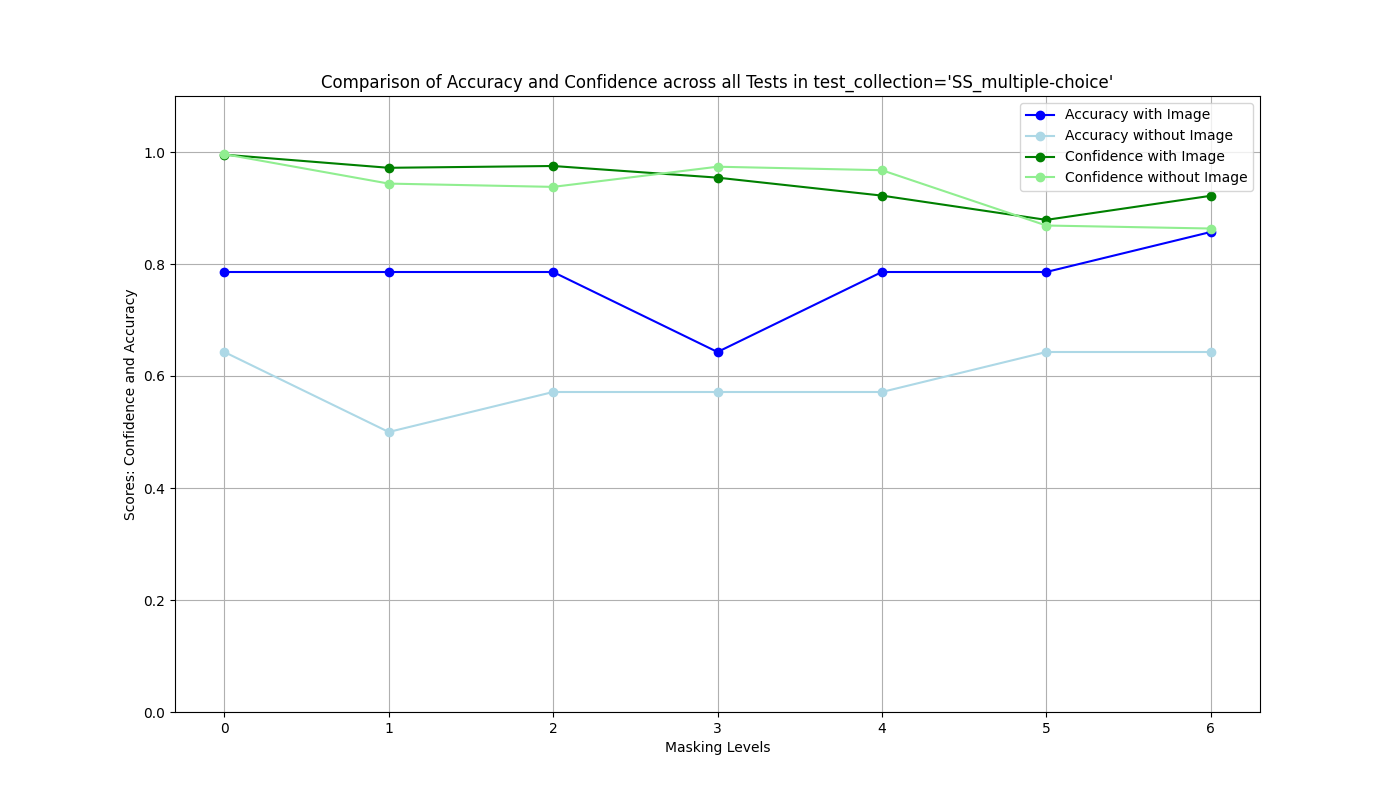 Comparison of Accuracy and Confidence across all Tests in test_collection='SS_multiple-choice'
Accuracy with Image
Accuracy without Image
Confidence with Image
Confidence without Image
Scores: Confidence and Accuracy
1.0
0.8
0.6
0.4
0.2
0.0
0 1 2 3 4 5 6
Masking Levels